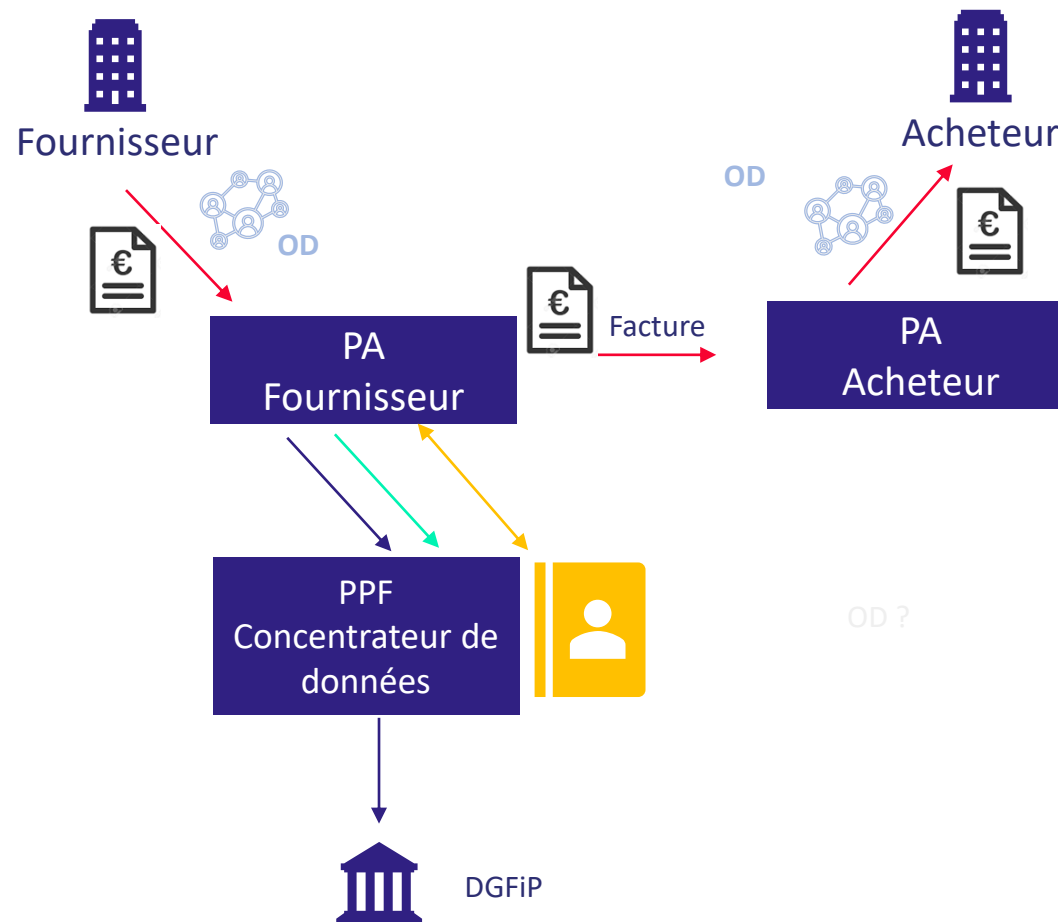 Fournisseur
Acheteur
OD
OD
€
€
€
Facture
PA
Fournisseur
PA
Acheteur
PPF
Concentrateur de
données
OD ?
DGFiP